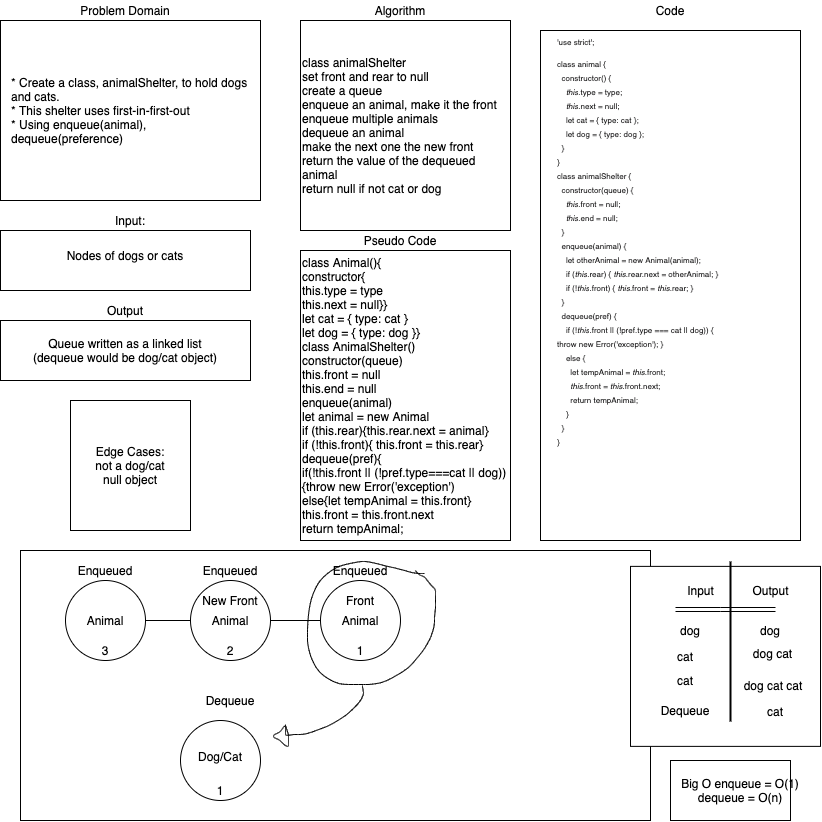 Problem Domain
* Create a class, animalShelter, to hold dogs
and cats.
* This shelter uses first-in-first-out
* Using enqueue(animal),
dequeue(preference)
Input:
Nodes of dogs or cats
Output
Queue written as a linked list
(dequeue would be dog/cat object)
Edge Cases:
not a dog/cat
null object
Algorithm
class animalShelter
set front and rear to null
create a queue
enqueue an animal, make it the front
enqueue multiple animals
dequeue an animal
make the next one the new front
return the value of the dequeued
animal
return null if not cat or dog
Pseudo Code
class Animal(){
constructor{
this.type = type
this.next = null}}
let cat = { type: cat }
let dog = { type: dog }}
class AnimalShelter()
constructor(queue)
this.front = null
this.end = null
enqueue(animal)
let animal = new Animal
if (this.rear){this.rear.next = animal}
if (!this.front){ this.front = this.rear}
dequeue(pref){
if(!this.front || (!pref.type===cat || dog))
{throw new Error('exception')
else{let tempAnimal = this.front}
this.front = this.front.next
return tempAnimal;
Code
'use strict';
class animal {
constructor() {
this.type = type;
this.next = null;
let cat = { type: cat };
let dog = { type: dog };
}
}
class animalShelter {
constructor(queue) {
this.front = null;
this.end = null;
}
enqueue(animal) {
let otherAnimal = new Animal(animal);
if (this.rear) { this.rear.next = otherAnimal; }
if (!this.front) { this.front = this.rear; }
}
dequeue(pref) {
if (!this.front || (!pref.type === cat || dog)) {
throw new Error('exception'); }
else {
let tempAnimal = this.front;
this.front = this.front.next;
return tempAnimal;
}
}
}
Enqueued
Animal
3
Enqueued
New Front
Animal
2
Enqueued
Front
Animal
1
Dequeue
Dog/Cat
1
Input Output
dog dog
cat dog cat
cat dog cat cat
Dequeue cat
Big O enqueue = O(1)
dequeue = O(n)